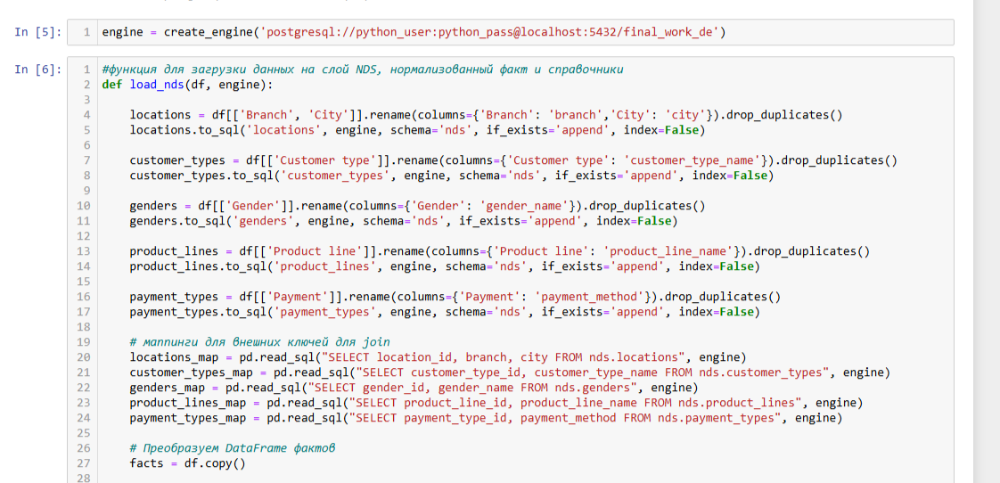 In [5]:
1 engine = create_engine('postgresql://python_user:python_pass@localhost:5432/final_work_de')
In [6]:
1 #функция для загрузки данных на слой NDS, нормализованный факт и справочники
2 def load_nds(df, engine):
3
4     locations = df[['Branch', 'City']].rename(columns={'Branch': 'branch','City': 'city'}).drop_duplicates()
5     locations.to_sql('locations', engine, schema='nds', if_exists='append', index=False)
6
7     customer_types = df[['Customer type']].rename(columns={'Customer type': 'customer_type_name'}).drop_duplicates()
8     customer_types.to_sql('customer_types', engine, schema='nds', if_exists='append', index=False)
9
10     genders = df[['Gender']].rename(columns={'Gender': 'gender_name'}).drop_duplicates()
11     genders.to_sql('genders', engine, schema='nds', if_exists='append', index=False)
12
13     product_lines = df[['Product line']].rename(columns={'Product line': 'product_line_name'}).drop_duplicates()
14     product_lines.to_sql('product_lines', engine, schema='nds', if_exists='append', index=False)
15
16     payment_types = df[['Payment']].rename(columns={'Payment': 'payment_method'}).drop_duplicates()
17     payment_types.to_sql('payment_types', engine, schema='nds', if_exists='append', index=False)
18
19     # маппинги для внешних ключей для join
20     locations_map = pd.read_sql("SELECT location_id, branch, city FROM nds.locations", engine)
21     customer_types_map = pd.read_sql("SELECT customer_type_id, customer_type_name FROM nds.customer_types", engine)
22     genders_map = pd.read_sql("SELECT gender_id, gender_name FROM nds.genders", engine)
23     product_lines_map = pd.read_sql("SELECT product_line_id, product_line_name FROM nds.product_lines", engine)
24     payment_types_map = pd.read_sql("SELECT payment_type_id, payment_method FROM nds.payment_types", engine)
25
26     # Преобразуем DataFrame фактов
27     facts = df.copy()
28